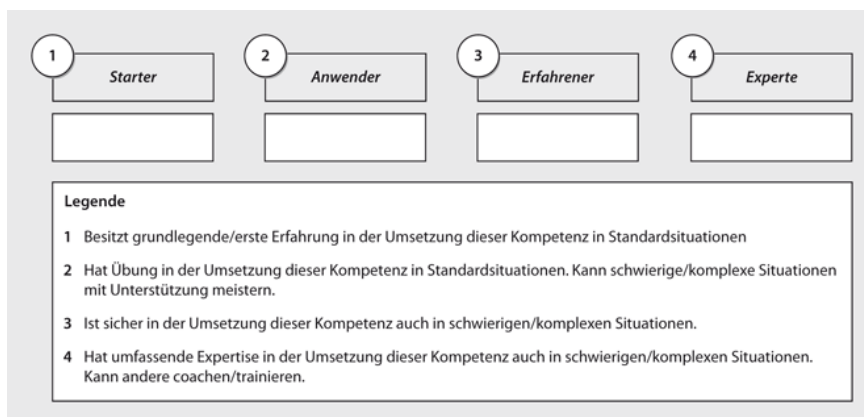 1
Starter
2
Anwender
3
Erfahrener
4
Experte
Legende
1 Besitzt grundlegende/erste Erfahrung in der Umsetzung dieser Kompetenz in Standardsituationen
2 Hat Übung in der Umsetzung dieser Kompetenz in Standardsituationen. Kann schwierige/komplexe Situationen
mit Unterstützung meistern.
3 Ist sicher in der Umsetzung dieser Kompetenz auch in schwierigen/komplexen Situationen.
4 Hat umfassende Expertise in der Umsetzung dieser Kompetenz auch in schwierigen/komplexen Situationen.
Kann andere coachen/trainieren.